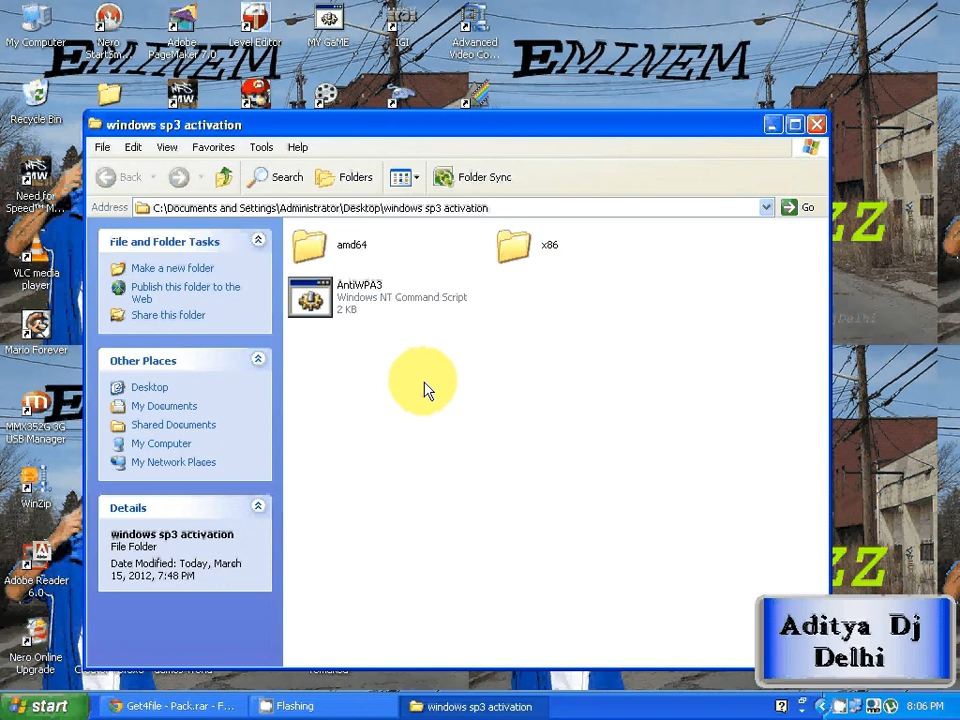 My Computer
Nero StartSm...
Adobe PageMaker 7.0
Level Editor
MY GaME
IGI
Advanced Video Co...
EMINEM
EMINEM
Recycle Bin
windows sp3 activation
File Edit View Favorites Tools Help
Back Search Folders Folder Sync
Address C:\Documents and Settings\Administrator\Desktop\windows sp3 activation Go
File and Folder Tasks
Make a new folder
Publish this folder to the Web
Share this folder
Other Places
Desktop
My Documents
Shared Documents
My Computer
My Network Places
Details
windows sp3 activation
File Folder
Date Modified: Today, March 15, 2012, 7:48 PM
amd64
x86
AntiWPA3
Windows NT Command Script
2 KB
Need for Speed™ M...
VLC media player
Mario Forever
MMX352G-3G USB Manager
WinZip
Adobe Reader 6.0
Nero Online Upgrade
ZZ
ZZ
Aditya Dj
Delhi
start
Get4file - Pack.rar - F...
Flashing
windows sp3 activation
8:06 PM